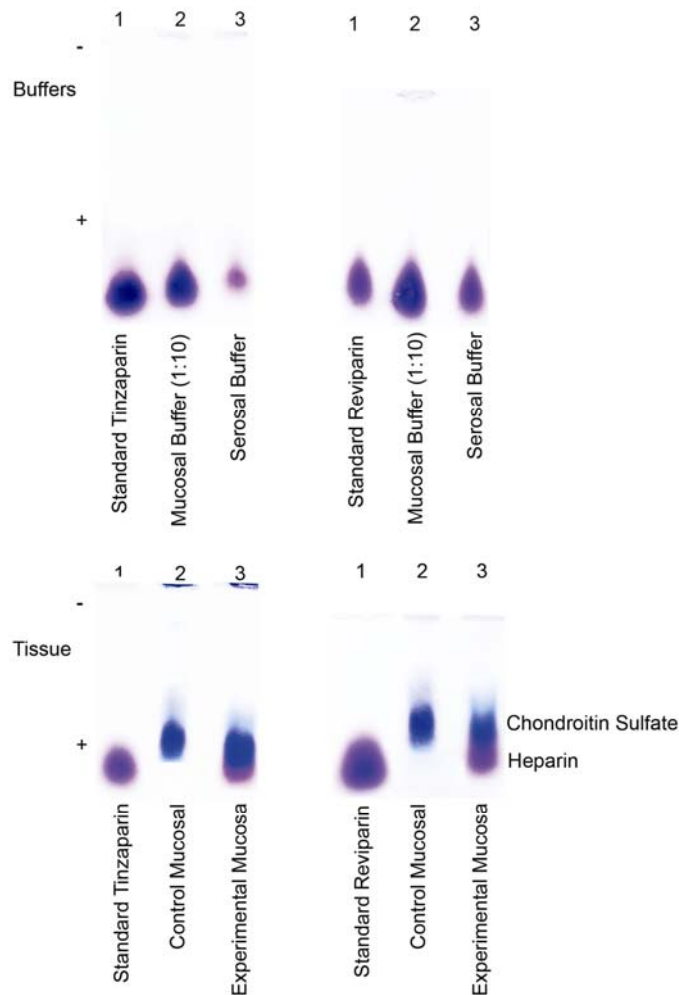 1 2 3
1 2 3
-
Buffers
+
Standard Tinzaparin
Mucosal Buffer (1:10)
Serosal Buffer
Standard Reviparin
Mucosal Buffer (1:10)
Serosal Buffer
1 2 3
1 2 3
-
Tissue
+
Chondroitin Sulfate
Heparin
Standard Tinzaparin
Control Mucosal
Experimental Mucosa
Standard Reviparin
Control Mucosal
Experimental Mucosa